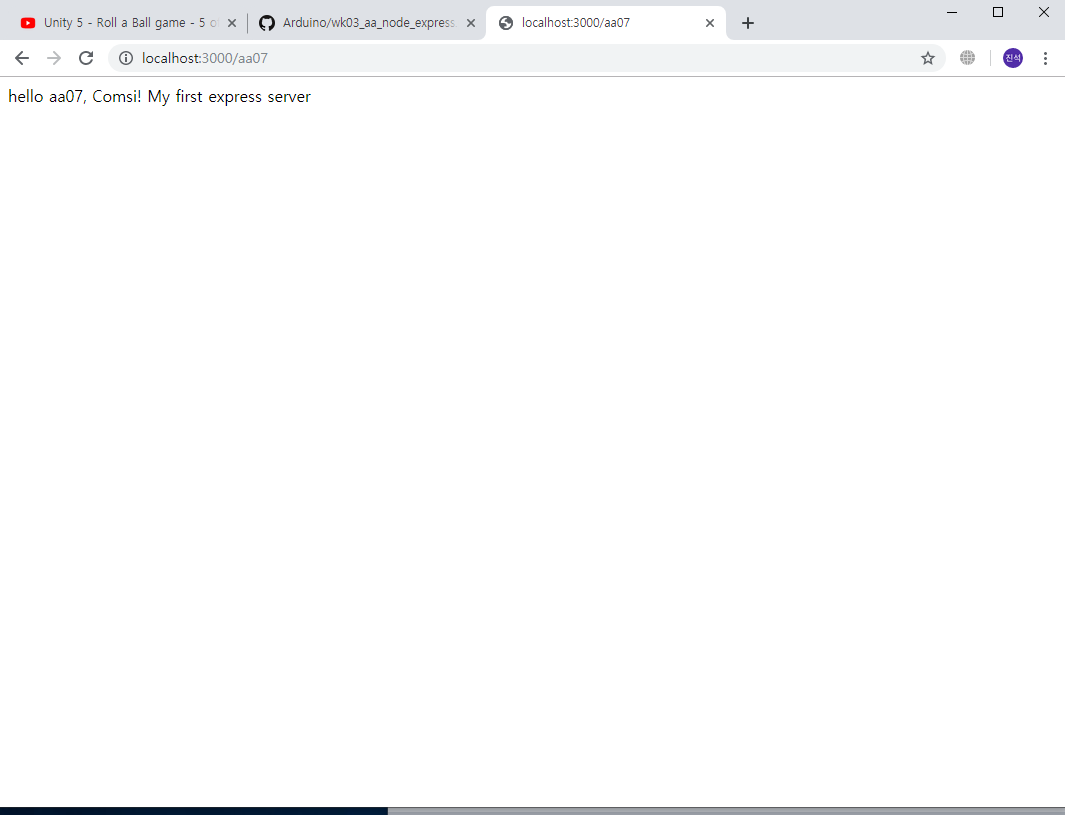 Unity 5 - Roll a Ball game - 5 o
Arduino/wk03_aa_node_express.
localhost:3000/aa07
localhost:3000/aa07
진석
hello aa07, Comsi! My first express server